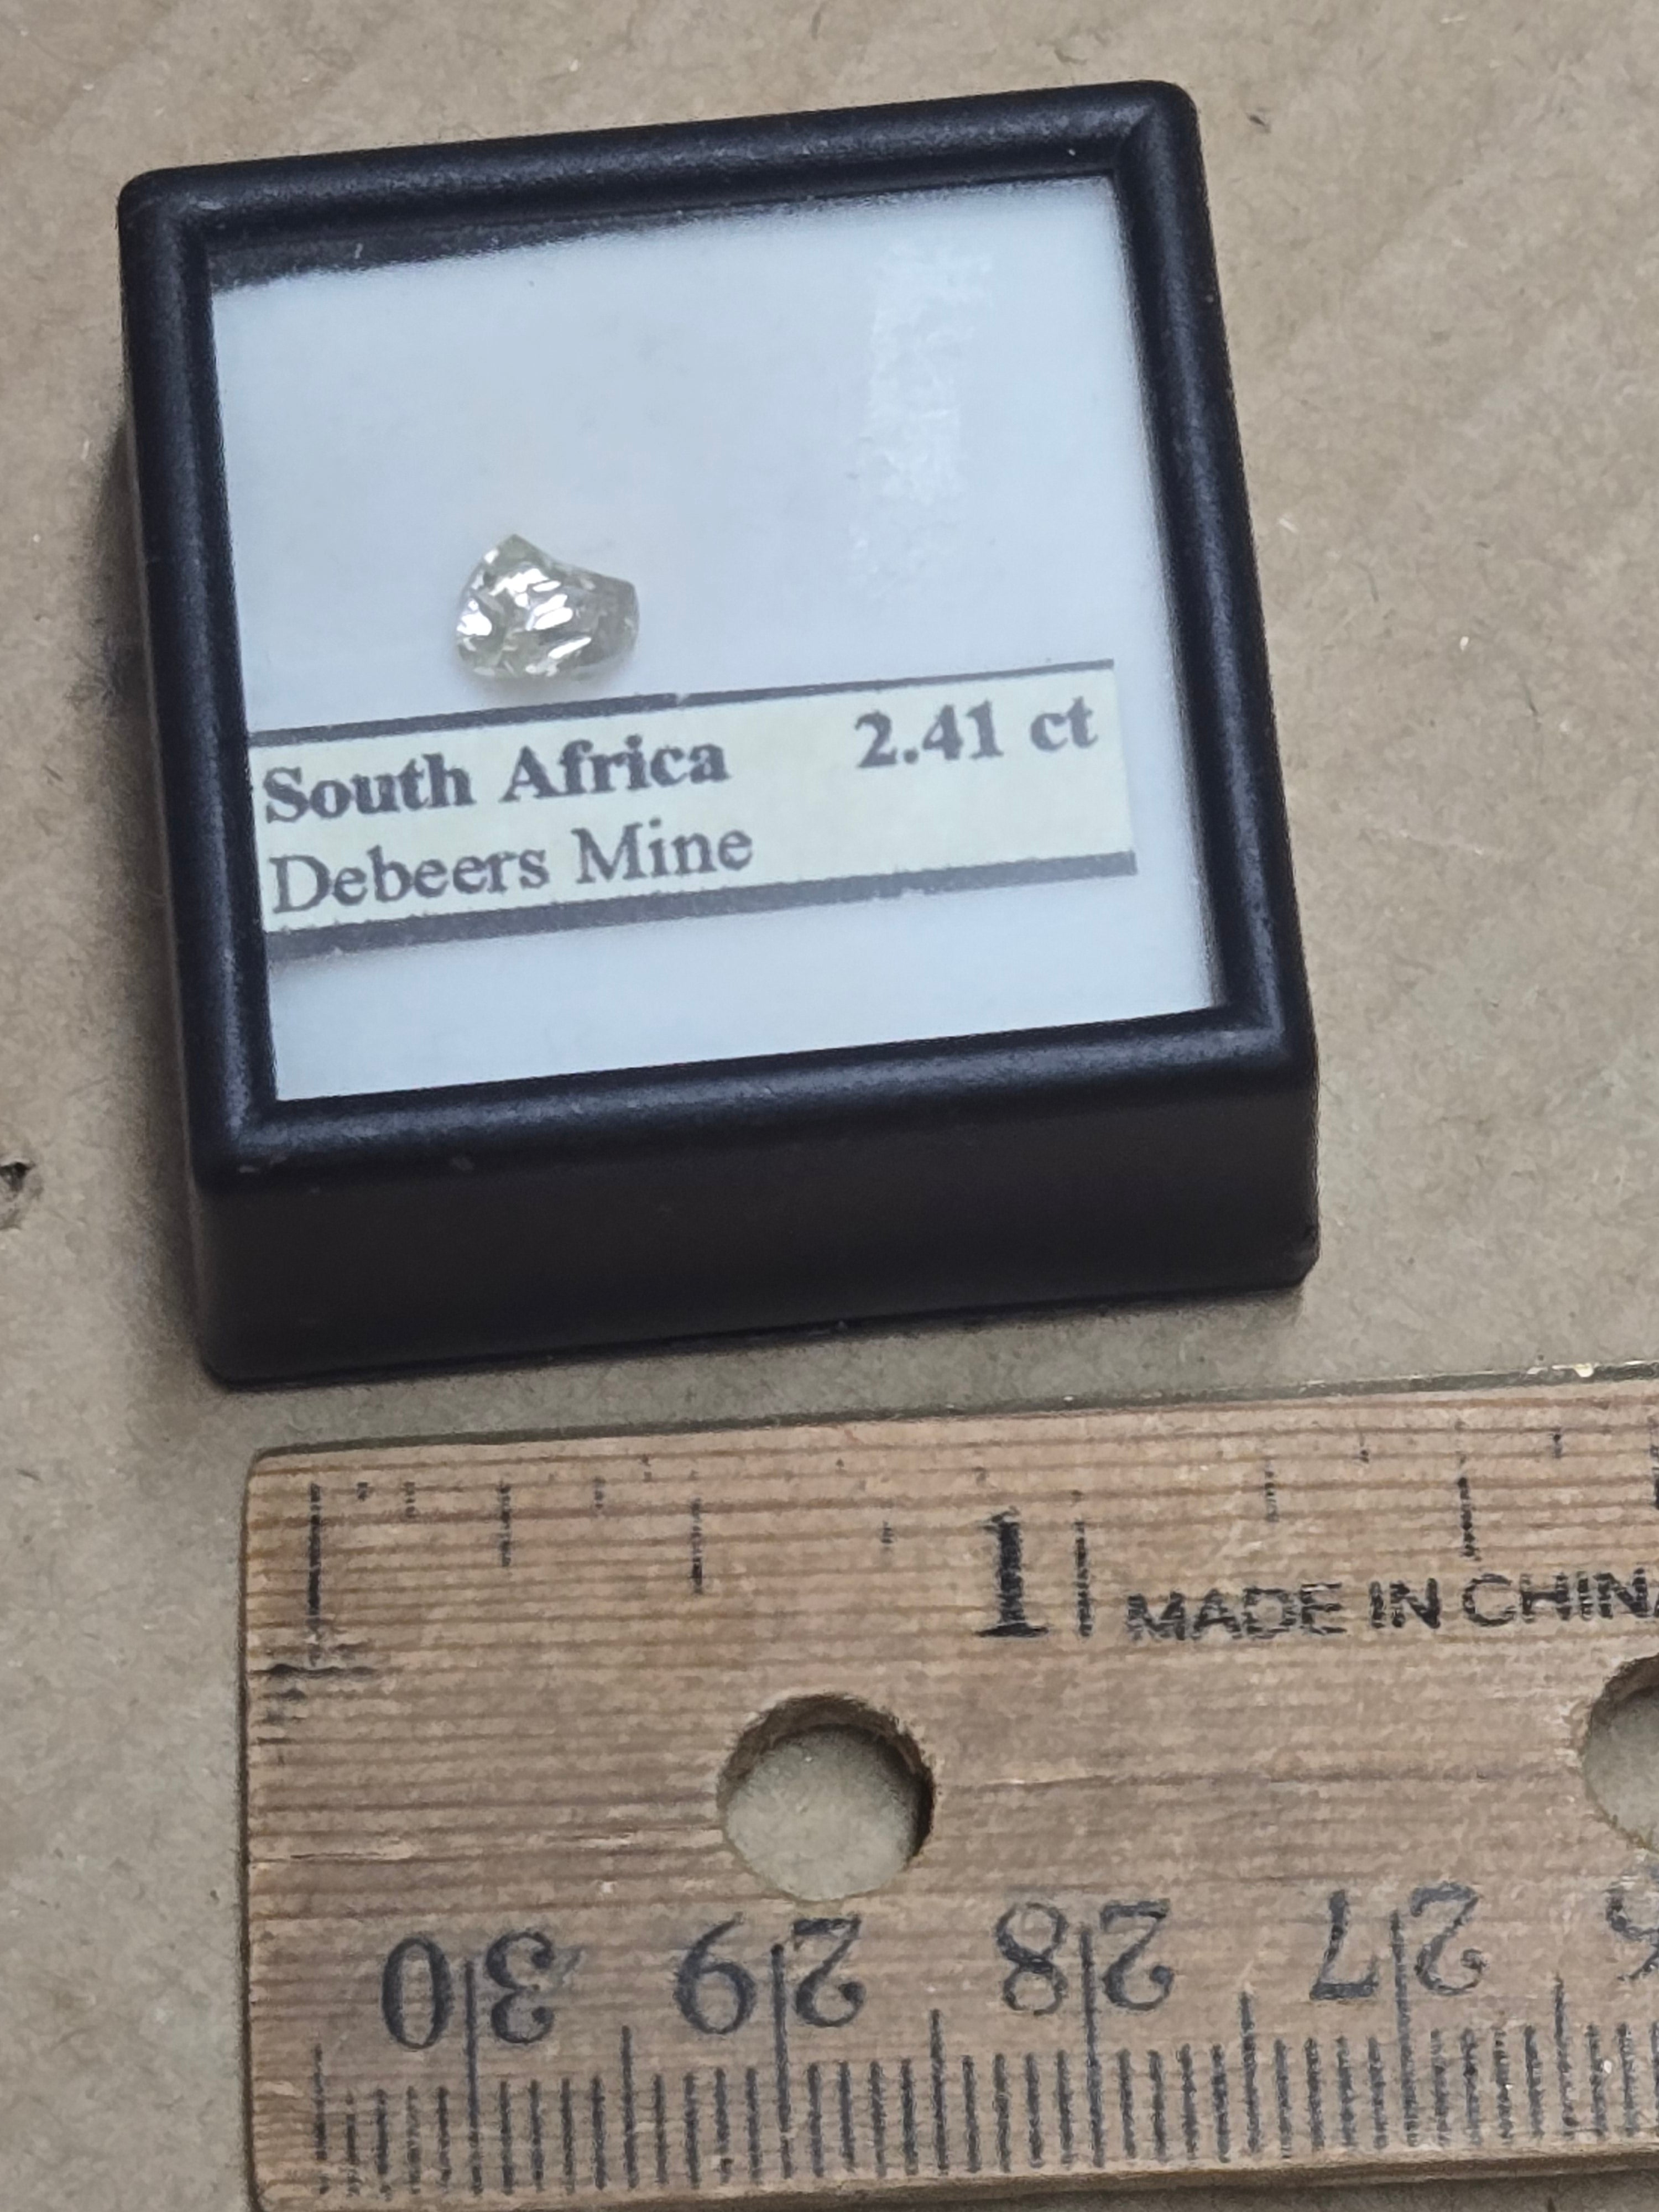 South Africa 2.41 ct
Debeers Mine
1 MADE IN CHINA
30 29 28 27